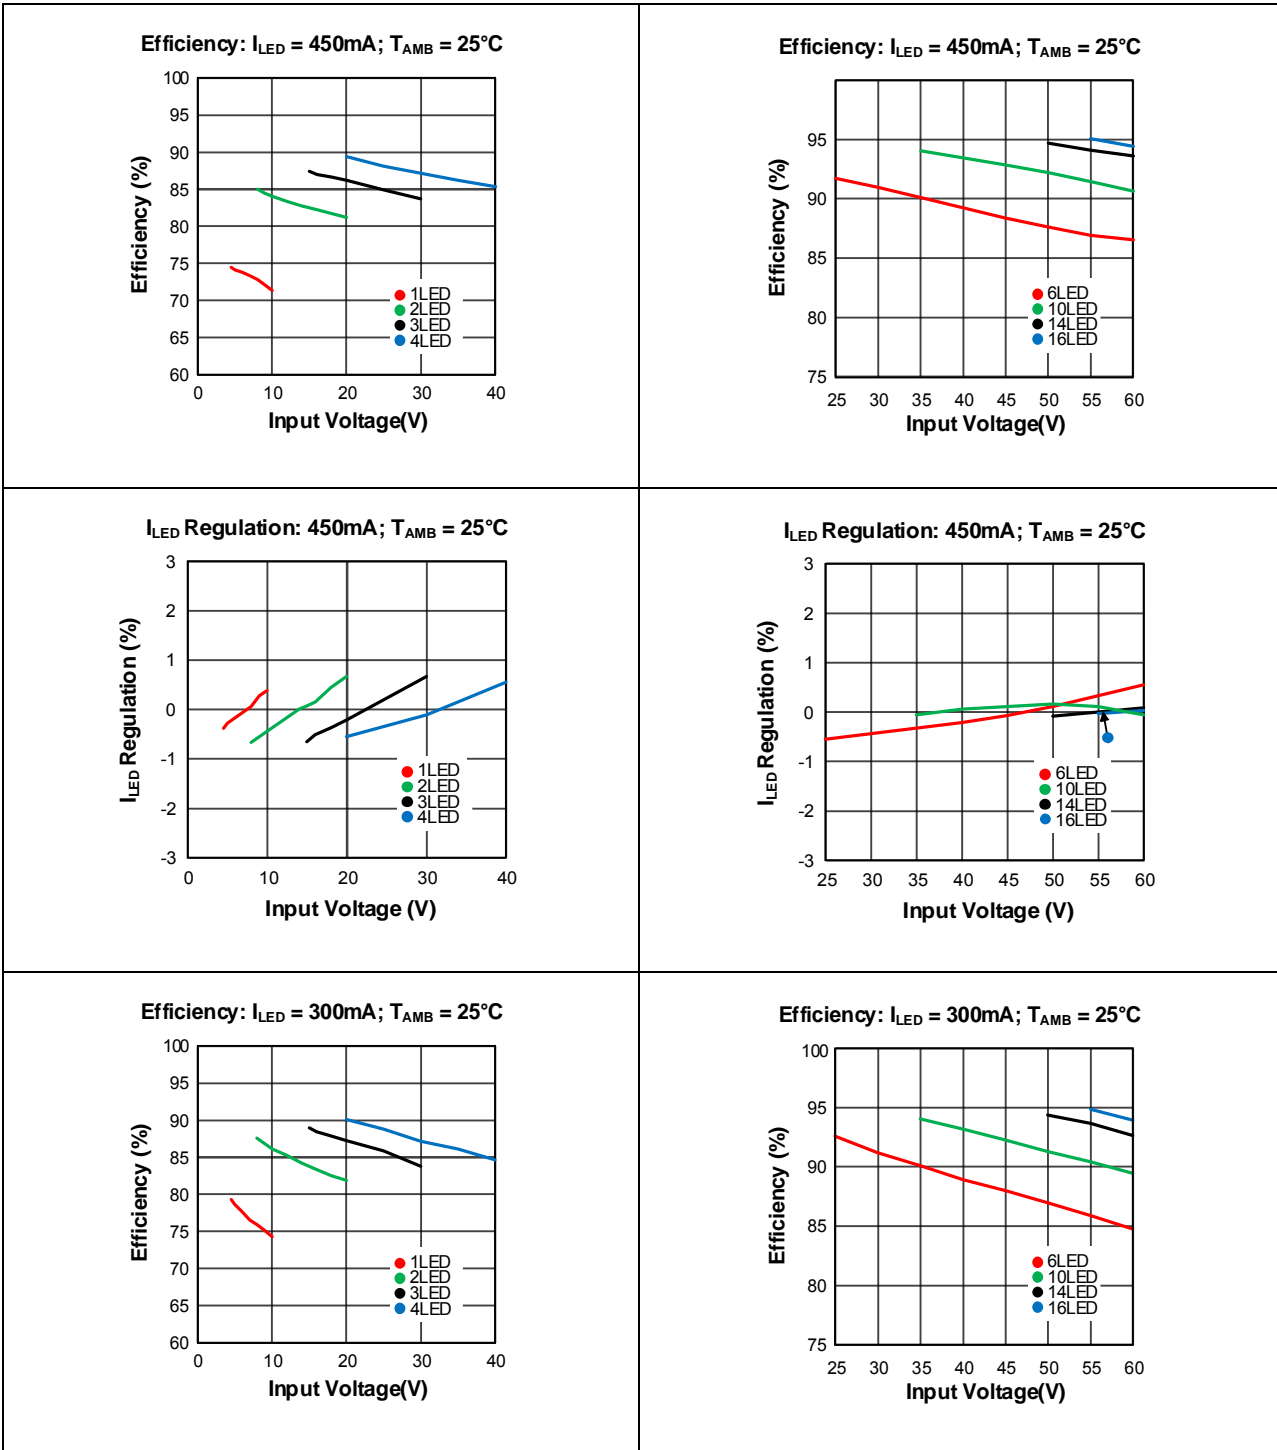 Efficiency: ILED = 450mA; TAMB = 25°C
100
95
90
85
80
75
70
65
60
0 10 20 30 40
Efficiency (%)
Input Voltage(V)
1LED
2LED
3LED
4LED
Efficiency: ILED = 450mA; TAMB = 25°C
95
90
85
80
75
25 30 35 40 45 50 55 60
Efficiency (%)
Input Voltage(V)
6LED
10LED
14LED
16LED
ILED Regulation: 450mA; TAMB = 25°C
3
2
1
0
-1
-2
-3
0 10 20 30 40
ILED Regulation (%)
Input Voltage (V)
1LED
2LED
3LED
4LED
ILED Regulation: 450mA; TAMB = 25°C
3
2
1
0
-1
-2
-3
25 30 35 40 45 50 55 60
ILED Regulation (%)
Input Voltage (V)
6LED
10LED
14LED
16LED
Efficiency: ILED = 300mA; TAMB = 25°C
100
95
90
85
80
75
70
65
60
0 10 20 30 40
Efficiency (%)
Input Voltage(V)
1LED
2LED
3LED
4LED
Efficiency: ILED = 300mA; TAMB = 25°C
100
95
90
85
80
75
25 30 35 40 45 50 55 60
Efficiency (%)
Input Voltage(V)
6LED
10LED
14LED
16LED